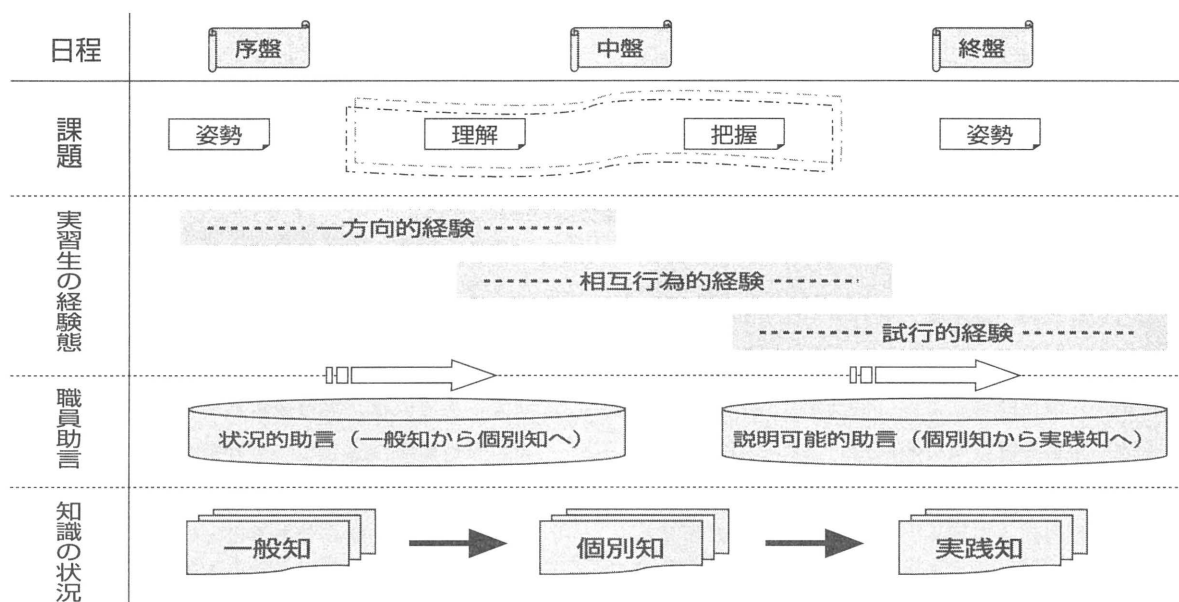 日程
序盤
中盤
終盤
課題
姿勢
理解
把握
姿勢
実習生の経験態
一方向的経験
相互行為的経験
試行的経験
職員助言
状況的助言（一般知から個別知へ）
説明可能的助言（個別知から実践知へ）
知識の状況
一般知
個別知
実践知